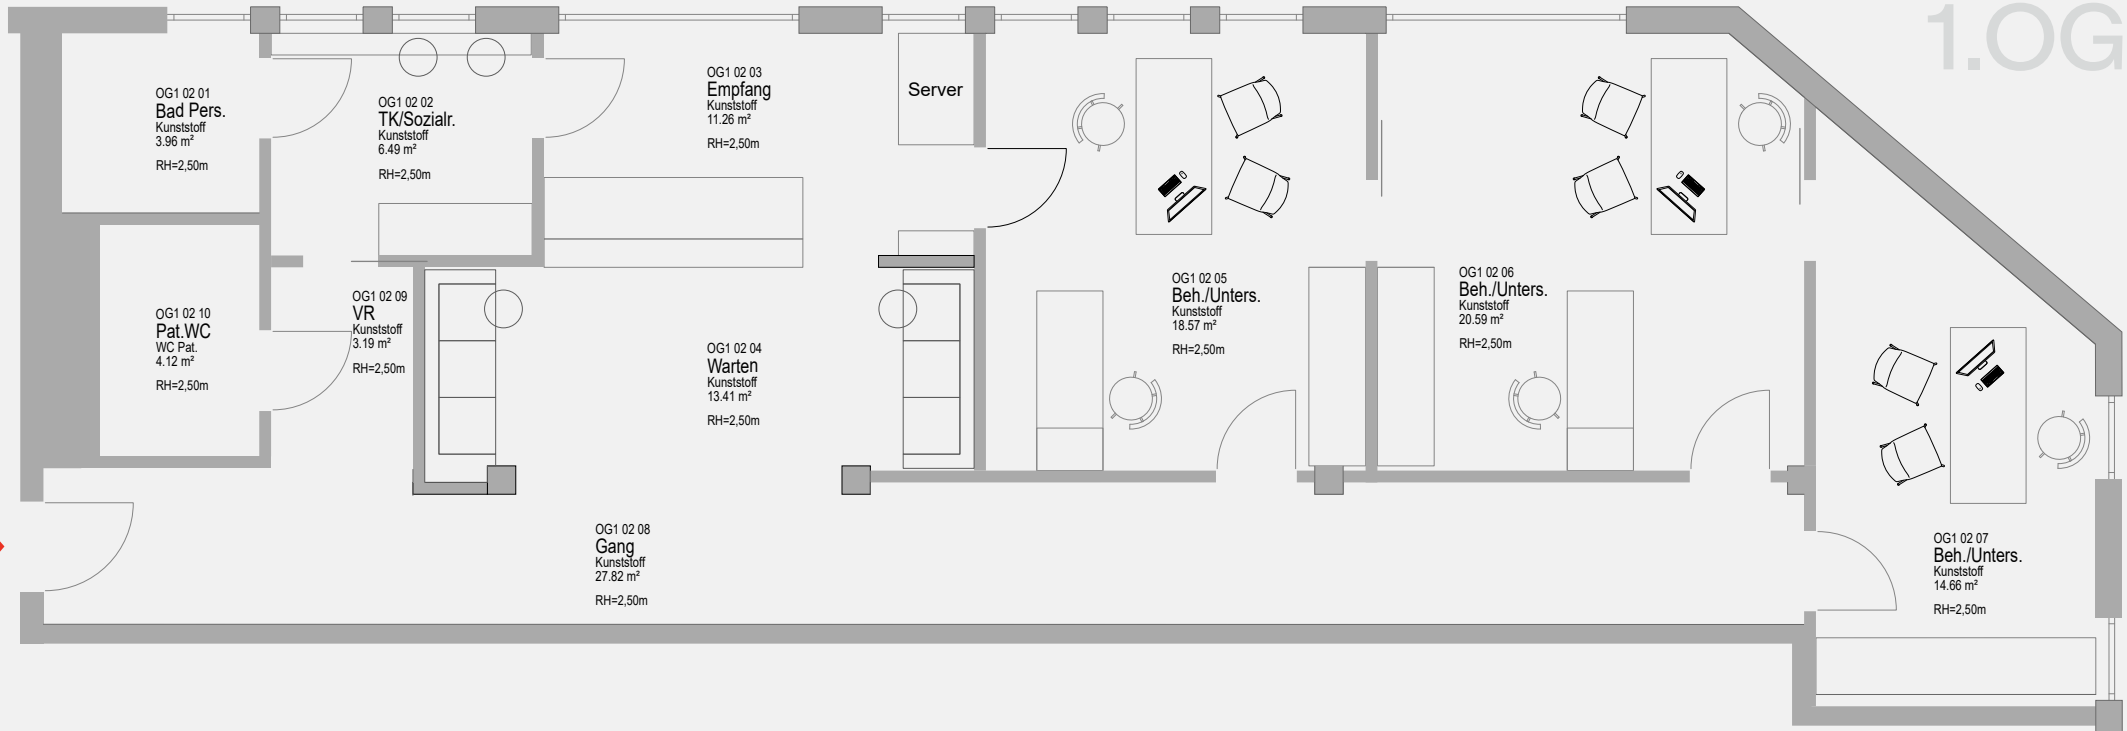 1.OG
OG1 02 01
Bad Pers.
Kunststoff
3.96 m²
RH=2,50m
OG1 02 02
TK/Sozialr.
Kunststoff
6.49 m²
RH=2,50m
OG1 02 03
Empfang
Kunststoff
11.26 m²
RH=2,50m
Server
OG1 02 05
Beh./Unters.
Kunststoff
18.57 m²
RH=2,50m
OG1 02 06
Beh./Unters.
Kunststoff
20.59 m²
RH=2,50m
OG1 02 10
Pat.WC
WC Pat.
4.12 m²
RH=2,50m
OG1 02 09
VR
Kunststoff
3.19 m²
RH=2,50m
OG1 02 04
Warten
Kunststoff
13.41 m²
RH=2,50m
OG1 02 08
Gang
Kunststoff
27.82 m²
RH=2,50m
OG1 02 07
Beh./Unters.
Kunststoff
14.66 m²
RH=2,50m